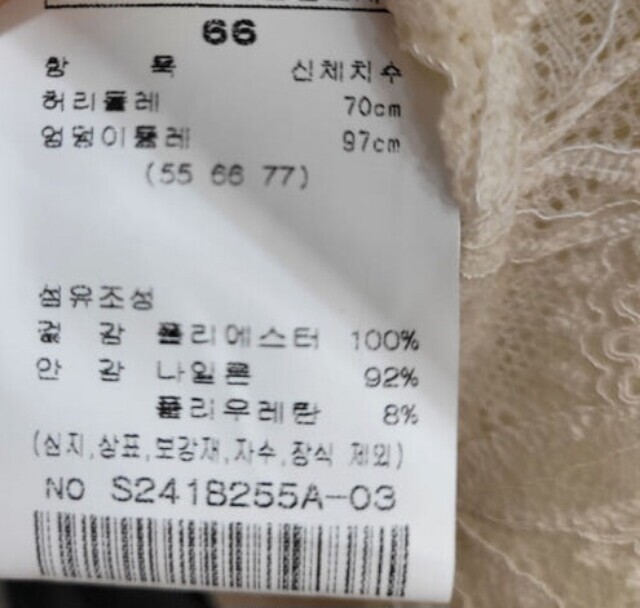 66
항 목 신체치수
허리둘레 70cm
엉덩이둘레 97cm
(55 66 77)
섬유조성
겉 감 폴리에스터 100%
안 감 나일론 92%
폴리우레탄 8%
(심지,상표,보강재,자수,장식 제외)
NO S241B255A-03